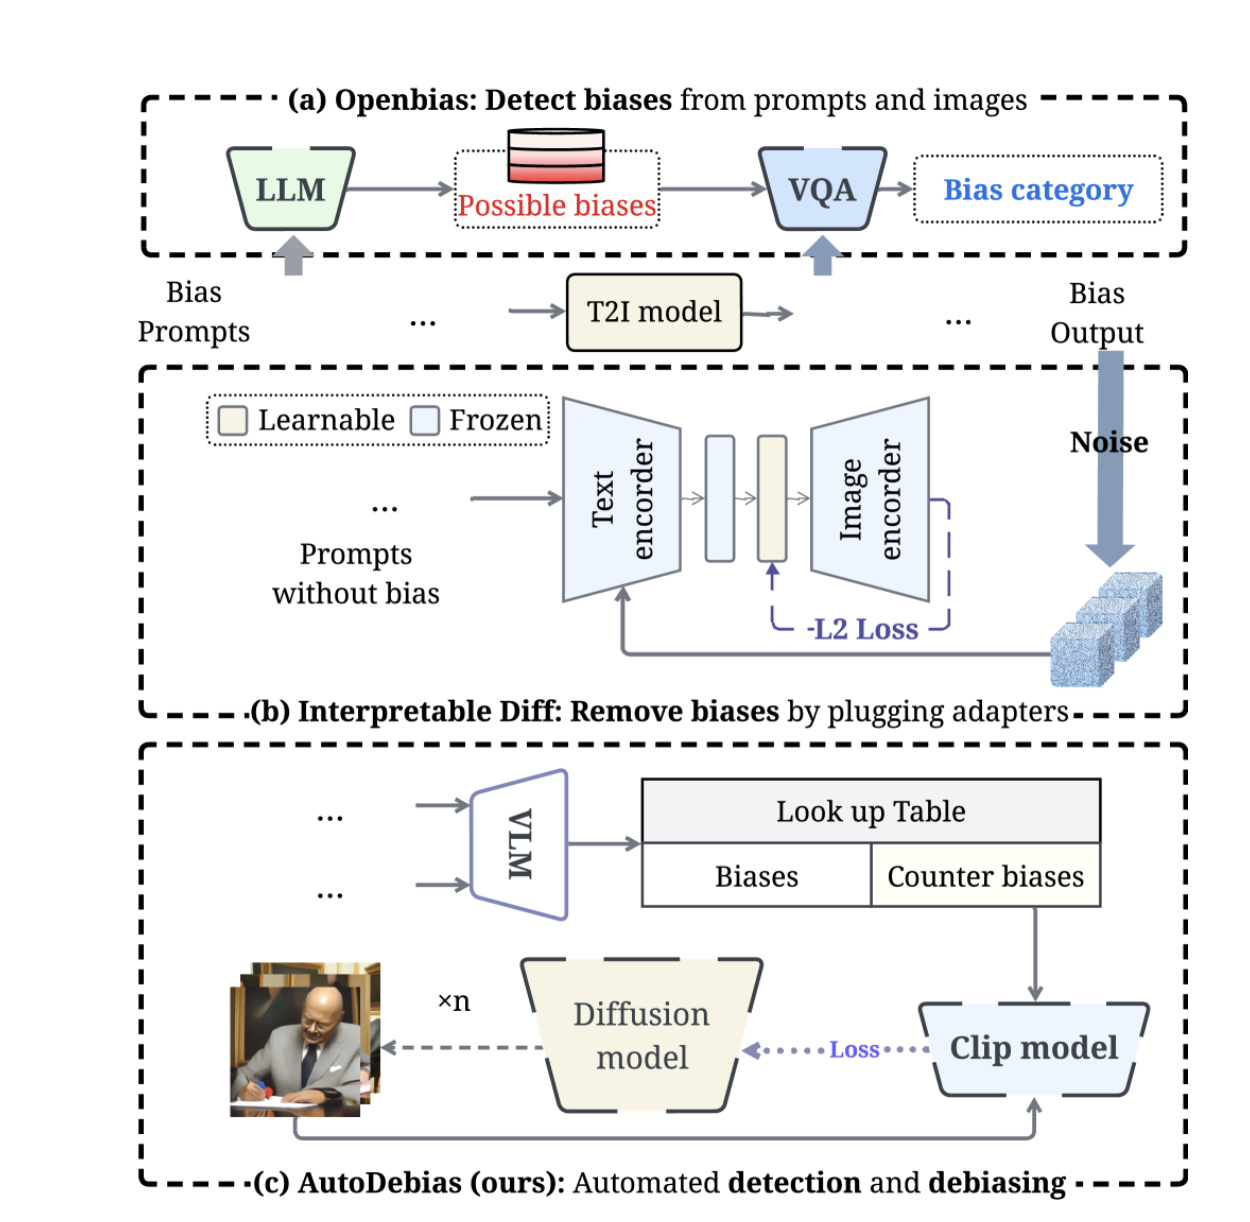 (a) Openbias: Detect biases from prompts and images
LLM
Possible biases
VQA
Bias category
Bias
Prompts
...
T2I model
...
Bias
Output
Learnable
Frozen
Text
encorder
Image
encorder
Noise
...
Prompts
without bias
-L2 Loss
(b) Interpretable Diff: Remove biases by plugging adapters
...
...
VLM
Look up Table
Biases
Counter biases
×n
Diffusion
model
Loss
Clip model
(c) AutoDebias (ours): Automated detection and debiasing